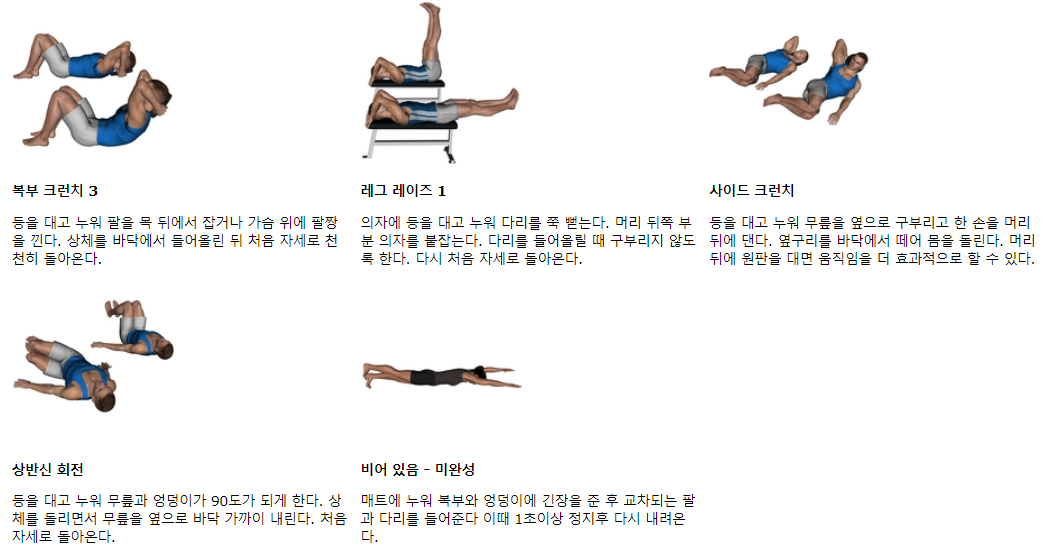 복부 크런치 3
등을 대고 누워 팔을 목 뒤에서 잡거나 가슴 위에 팔짱
을 낀다. 상체를 바닥에서 들어올린 뒤 처음 자세로 천
천히 돌아온다.
레그 레이즈 1
의자에 등을 대고 누워 다리를 쭉 뻗는다. 머리 뒤쪽 부
분 의자를 붙잡는다. 다리를 들어올릴 때 구부리지 않도
록 한다. 다시 처음 자세로 돌아온다.
사이드 크런치
등을 대고 누워 무릎을 옆으로 구부리고 한 손을 머리
뒤에 댄다. 옆구리를 바닥에서 떼어 몸을 돌린다. 머리
뒤에 원판을 대면 움직임을 더 효과적으로 할 수 있다.
상반신 회전
등을 대고 누워 무릎과 엉덩이가 90도가 되게 한다. 상
체를 돌리면서 무릎을 옆으로 바닥 가까이 내린다. 처음
자세로 돌아온다.
비어 있음 - 미완성
매트에 누워 복부와 엉덩이에 긴장을 준 후 교차되는 팔
과 다리를 들어준다 이때 1초이상 정지후 다시 내려온
다.